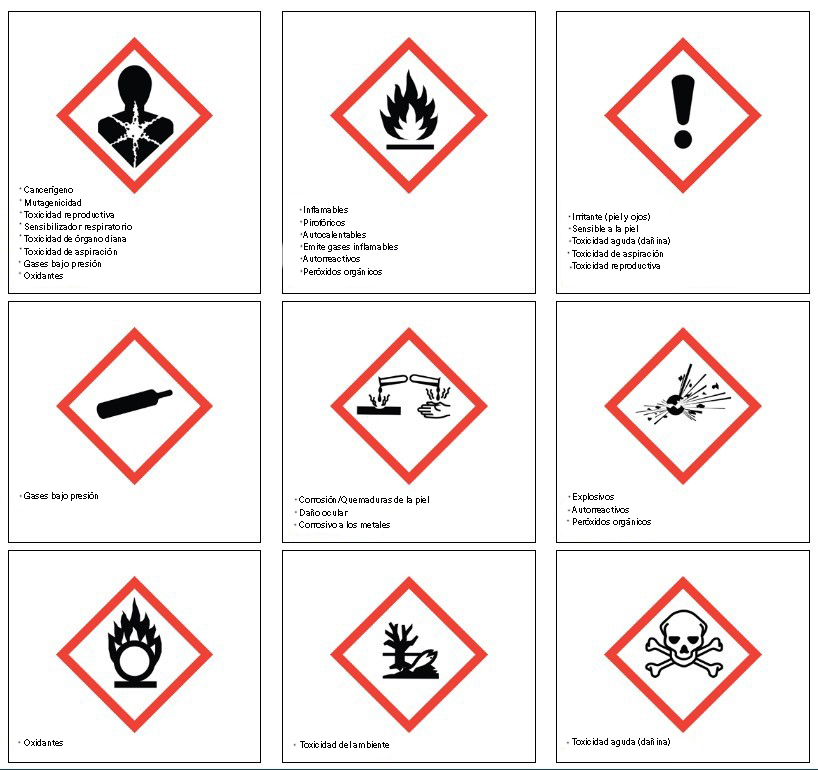 * Cancerígeno
* Mutagenicidad
* Toxicidad reproductiva
* Sensibilizador respiratorio
* Toxicidad de órgano diana
* Toxicidad de aspiración
* Gases bajo presión
* Oxidantes
* Inflamables
* Pirofóricos
* Autocalentables
* Emite gases inflamables
* Autorreactivos
* Peróxidos orgánicos
* Irritante (piel y ojos)
* Sensible a la piel
* Toxicidad aguda (dañina)
* Toxicidad de aspiración
* Toxicidad reproductiva
* Gases bajo presión
* Corrosión/Quemaduras de la piel
* Daño ocular
* Corrosivo a los metales
* Explosivos
* Autorreactivos
* Peróxidos orgánicos
* Oxidantes
* Toxicidad del ambiente
* Toxicidad aguda (dañina)